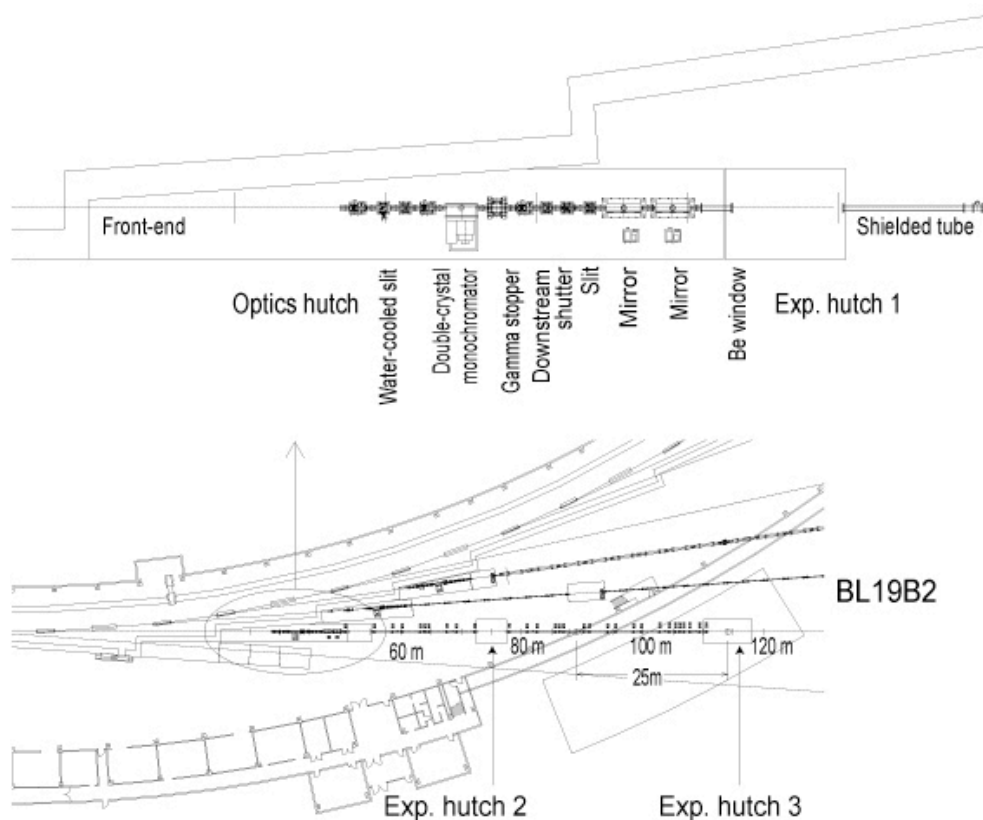 Front-end
Shielded tube
Optics hutch
Water-cooled slit
Double-crystal
monochromator
Gamma stopper
Downstream
shutter
Slit
Mirror
Mirror
Be window
Exp. hutch 1
BL19B2
60 m
80 m
100 m
120 m
25m
Exp. hutch 2
Exp. hutch 3